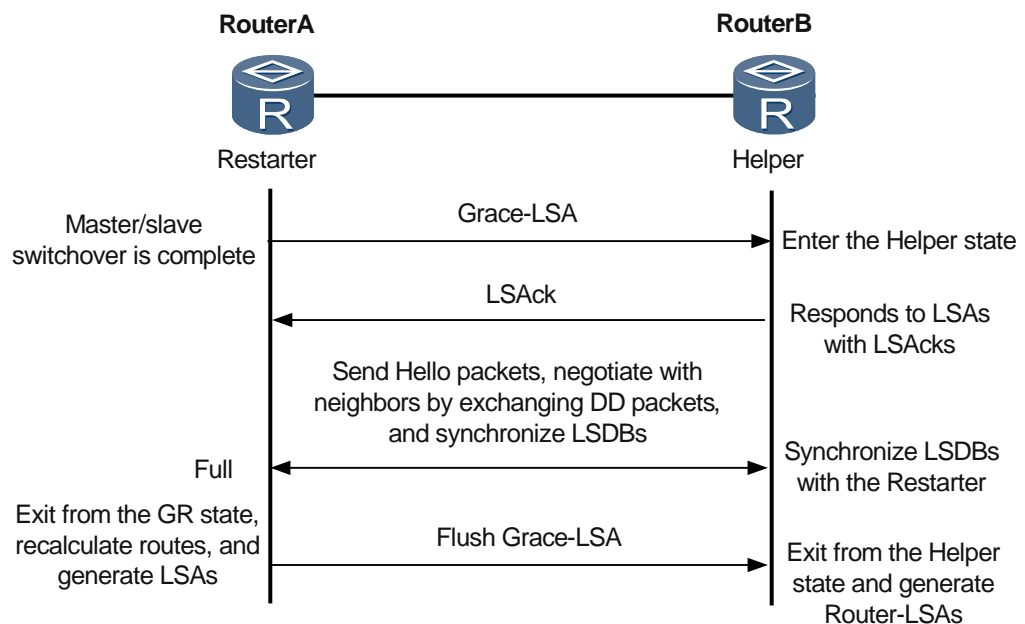 RouterA
RouterB
R
R
Restarter
Helper
Master/slave
switchover is complete
Grace-LSA
Enter the Helper state
LSAck
Responds to LSAs
with LSAcks
Send Hello packets, negotiate with
neighbors by exchanging DD packets,
and synchronize LSDBs
Full
Synchronize LSDBs
with the Restarter
Exit from the GR state,
recalculate routes, and
generate LSAs
Flush Grace-LSA
Exit from the Helper
state and generate
Router-LSAs